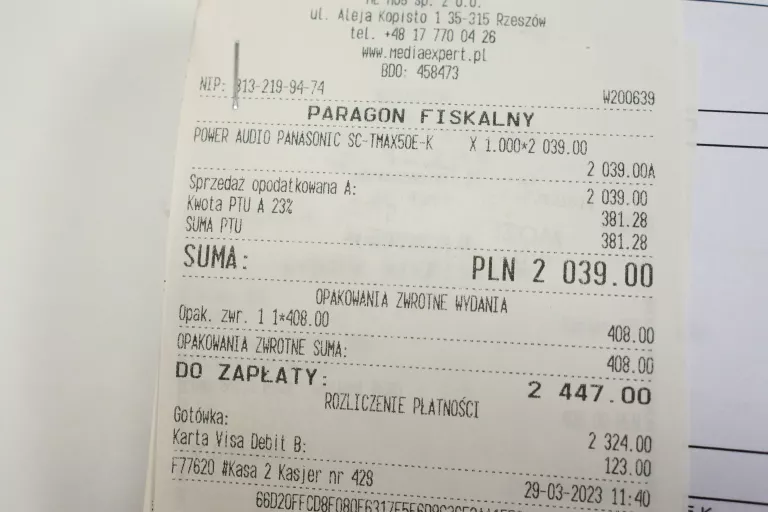 ul. Aleja Kopisto 1 35-315 Rzeszów
tel. +48 17 770 04 26
www.mediaexpert.pl
BDO: 458473
NIP: 813-219-94-74 W200639
PARAGON FISKALNY
POWER AUDIO PANASONIC SC-TMAX50E-K X 1.000*2 039.00
2 039.00A
Sprzedaż opodatkowana A: 2 039.00
Kwota PTU A 23% 381.28
SUMA PTU 381.28
SUMA: PLN 2 039.00
OPAKOWANIA ZWROTNE WYDANIA
Opak. zwr. 1 1*408.00 408.00
OPAKOWANIA ZWROTNE SUMA: 408.00
DO ZAPŁATY: 2 447.00
ROZLICZENIE PŁATNOŚCI
Gotówka: 2 324.00
Karta Visa Debit B: 123.00
F77620 #Kasa 2 Kasjer nr 429 29-03-2023 11:40